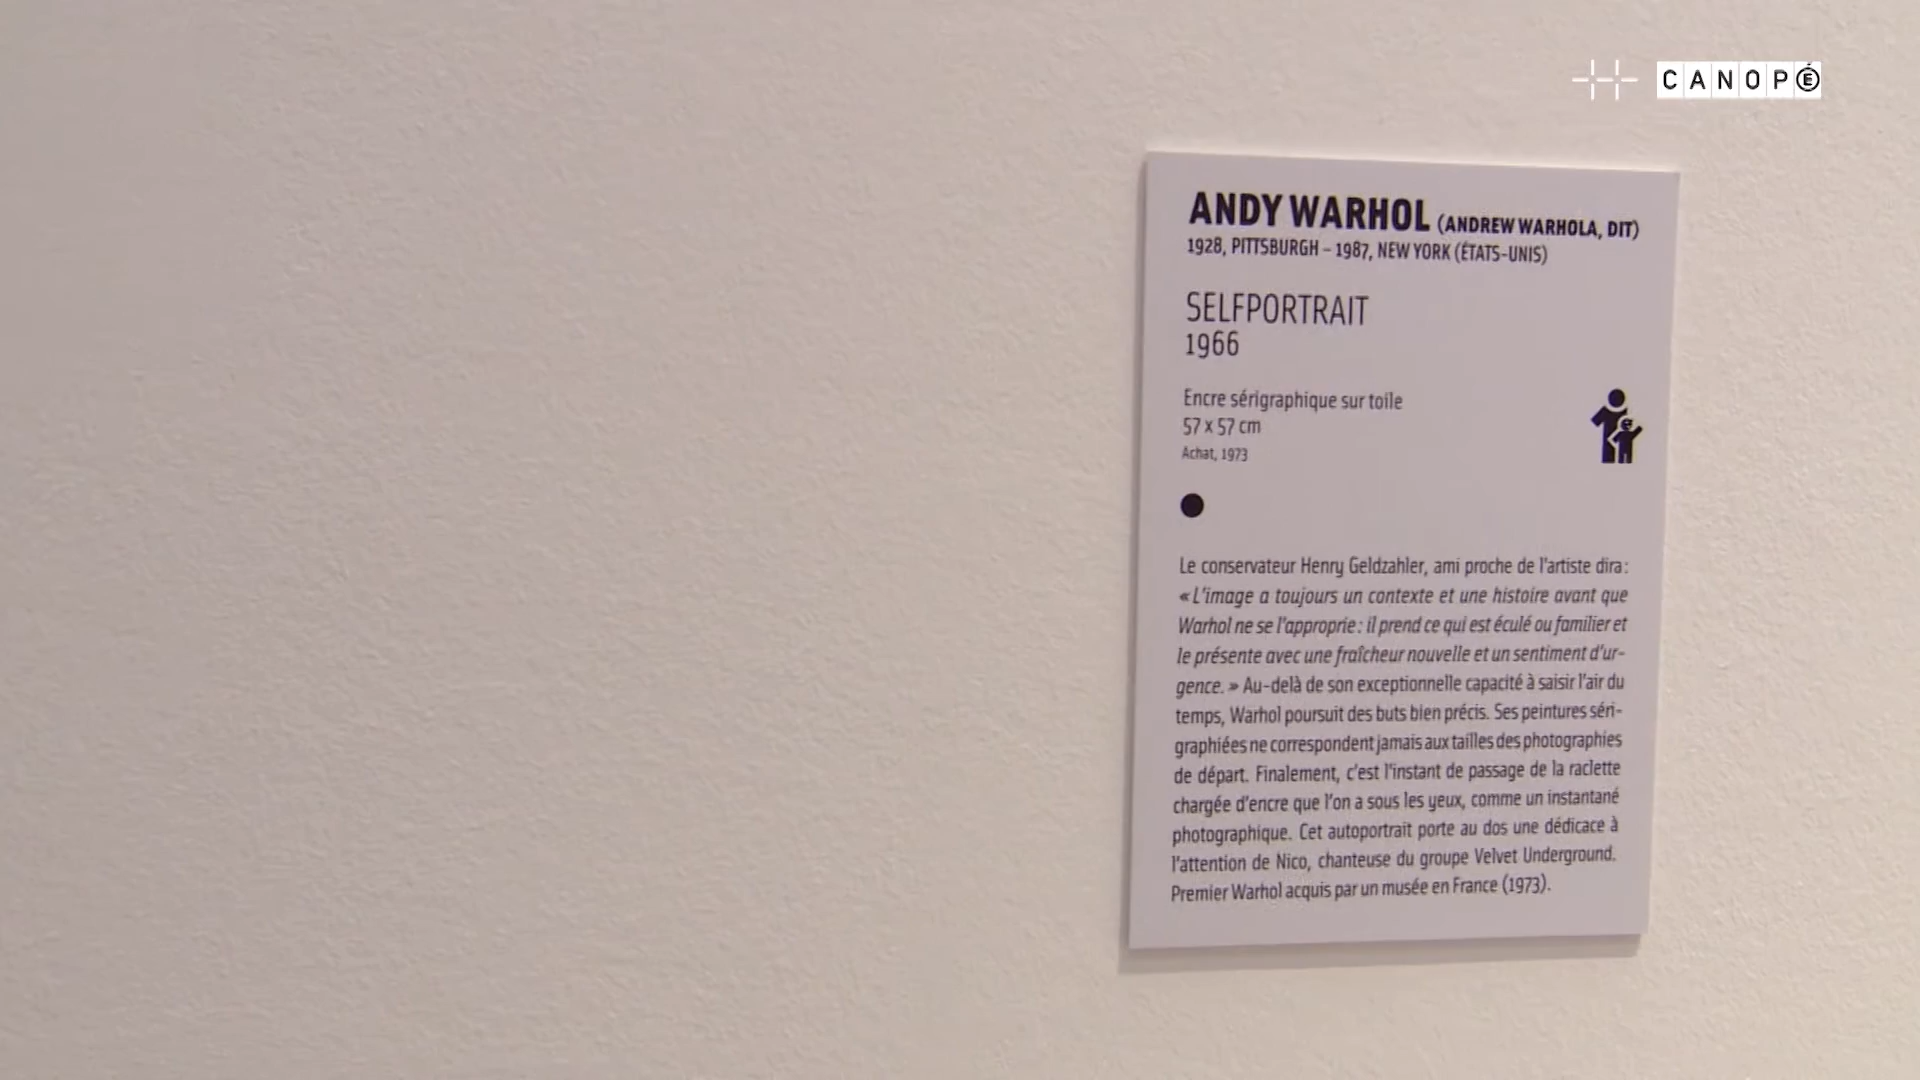 CANOPÉ
ANDY WARHOL (ANDREW WARHOLA, DIT)
1928, PITTSBURGH – 1987, NEW YORK (ÉTATS-UNIS)
SELFPORTRAIT
1966
Encre sérigraphique sur toile
57 x 57 cm
Achat, 1973
Le conservateur Henry Geldzahler, ami proche de l'artiste dira :
« L'image a toujours un contexte et une histoire avant que
Warhol ne se l'approprie : il prend ce qui est éculé ou familier et
le présente avec une fraîcheur nouvelle et un sentiment d'ur-
gence. » Au-delà de son exceptionnelle capacité à saisir l'air du
temps, Warhol poursuit des buts bien précis. Ses peintures séri-
graphiées ne correspondent jamais aux tailles des photographies
de départ. Finalement, c'est l'instant de passage de la raclette
chargée d'encre que l'on a sous les yeux, comme un instantané
photographique. Cet autoportrait porte au dos une dédicace à
l'attention de Nico, chanteuse du groupe Velvet Underground.
Premier Warhol acquis par un musée en France (1973).